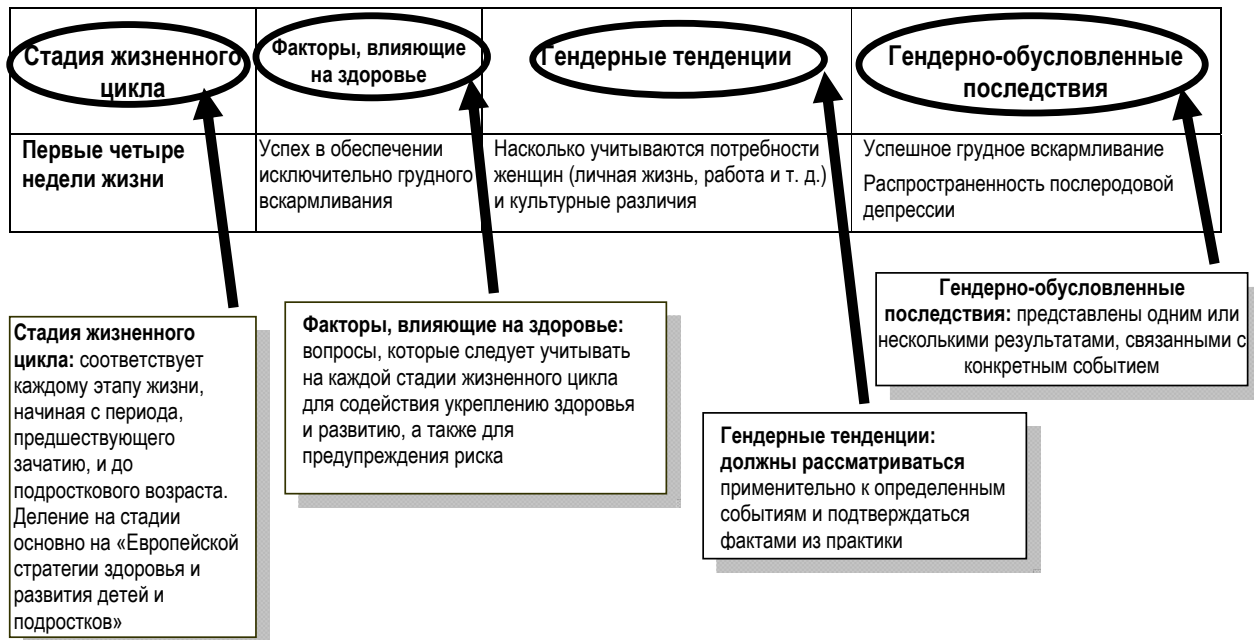 Стадия жизненного
цикла
Факторы, влияющие
на здоровье
Гендерные тенденции
Гендерно-обусловленные
последствия
Первые четыре
недели жизни
Успех в обеспечении
исключительно грудного
вскармливания
Насколько учитываются потребности
женщин (личная жизнь, работа и т. д.)
и культурные различия
Успешное грудное вскармливание
Распространенность послеродовой
депрессии
Стадия жизненного
цикла: соответствует
каждому этапу жизни,
начиная с периода,
предшествующего
зачатию, и до
подросткового возраста.
Деление на стадии
основно на «Европейской
стратегии здоровья и
развития детей и
подростков»
Факторы, влияющие на здоровье:
вопросы, которые следует учитывать
на каждой стадии жизненного цикла
для содействия укреплению здоровья
и развитию, а также для
предупреждения риска
Гендерные тенденции:
должны рассматриваться
применительно к определенным
событиям и подтверждаться
фактами из практики
Гендерно-обусловленные
последствия: представлены одним или
несколькими результатами, связанными с
конкретным событием